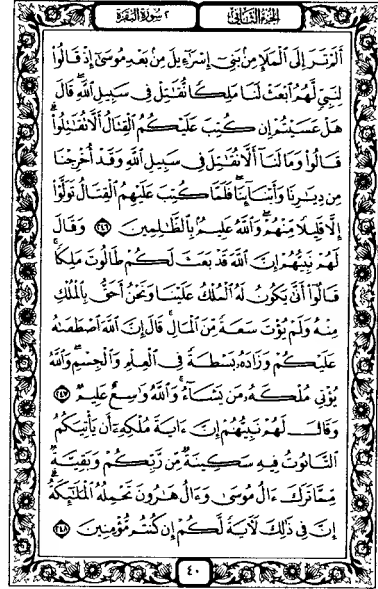 الجزء الثاني ٢ سورة البقرة
أَلَمْ تَرَ إِلَى ٱلْمَلَإِ مِنۢ بَنِىٓ إِسْرَٰٓءِيلَ مِنۢ بَعْدِ مُوسَىٰٓ إِذْ قَالُوا۟
لِنَبِىٍّ لَّهُمُ ٱبْعَثْ لَنَا مَلِكًا نُّقَٰتِلْ فِى سَبِيلِ ٱللَّهِ قَالَ
هَلْ عَسَيْتُمْ إِن كُتِبَ عَلَيْكُمُ ٱلْقِتَالُ أَلَّا تُقَٰتِلُوا۟
قَالُوا۟ وَمَا لَنَآ أَلَّا نُقَٰتِلَ فِى سَبِيلِ ٱللَّهِ وَقَدْ أُخْرِجْنَا
مِن دِيَٰرِنَا وَأَبْنَآئِنَا فَلَمَّا كُتِبَ عَلَيْهِمُ ٱلْقِتَالُ تَوَلَّوْا۟
إِلَّا قَلِيلًا مِّنْهُمْ وَٱللَّهُ عَلِيمٌۢ بِٱلظَّٰلِمِينَ ٢٤٦ وَقَالَ
لَهُمْ نَبِيُّهُمْ إِنَّ ٱللَّهَ قَدْ بَعَثَ لَكُمْ طَالُوتَ مَلِكًا
قَالُوٓا۟ أَنَّىٰ يَكُونُ لَهُ ٱلْمُلْكُ عَلَيْنَا وَنَحْنُ أَحَقُّ بِٱلْمُلْكِ
مِنْهُ وَلَمْ يُؤْتَ سَعَةً مِّنَ ٱلْمَالِ قَالَ إِنَّ ٱللَّهَ ٱصْطَفَىٰهُ
عَلَيْكُمْ وَزَادَهُۥ بَسْطَةً فِى ٱلْعِلْمِ وَٱلْجِسْمِ وَٱللَّهُ
يُؤْتِى مُلْكَهُۥ مَن يَشَآءُ وَٱللَّهُ وَٰسِعٌ عَلِيمٌ ٢٤٧
وَقَالَ لَهُمْ نَبِيُّهُمْ إِنَّ ءَايَةَ مُلْكِهِۦٓ أَن يَأْتِيَكُمُ
ٱلتَّابُوتُ فِيهِ سَكِينَةٌ مِّن رَّبِّكُمْ وَبَقِيَّةٌ
مِّمَّا تَرَكَ ءَالُ مُوسَىٰ وَءَالُ هَٰرُونَ تَحْمِلُهُ ٱلْمَلَٰٓئِكَةُ
إِنَّ فِى ذَٰلِكَ لَءَايَةً لَّكُمْ إِن كُنتُم مُّؤْمِنِينَ ٢٤٨
٤٠